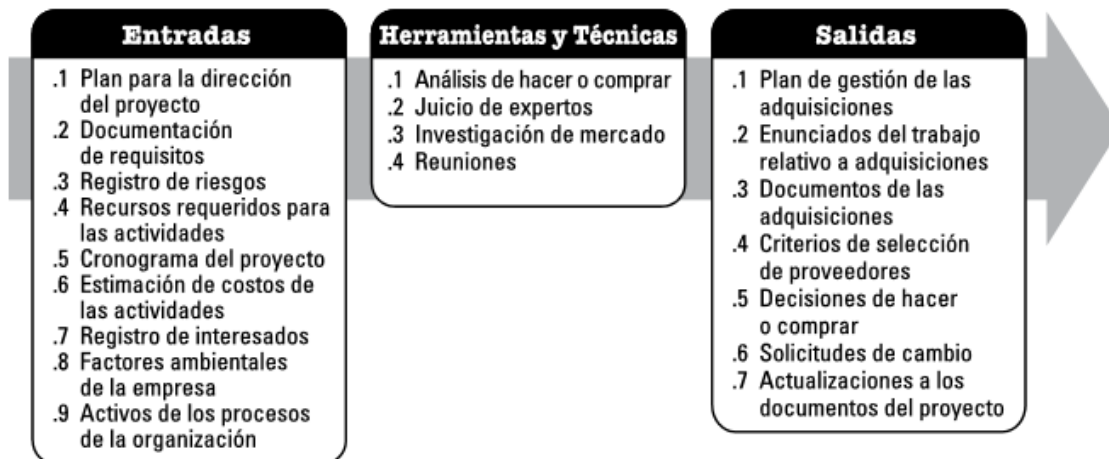 Entradas
.1 Plan para la dirección
del proyecto
.2 Documentación
de requisitos
.3 Registro de riesgos
.4 Recursos requeridos para
las actividades
.5 Cronograma del proyecto
.6 Estimación de costos de
las actividades
.7 Registro de interesados
.8 Factores ambientales
de la empresa
.9 Activos de los procesos
de la organización
Herramientas y Técnicas
.1 Análisis de hacer o comprar
.2 Juicio de expertos
.3 Investigación de mercado
.4 Reuniones
Salidas
.1 Plan de gestión de las
adquisiciones
.2 Enunciados del trabajo
relativo a adquisiciones
.3 Documentos de las
adquisiciones
.4 Criterios de selección
de proveedores
.5 Decisiones de hacer
o comprar
.6 Solicitudes de cambio
.7 Actualizaciones a los
documentos del proyecto